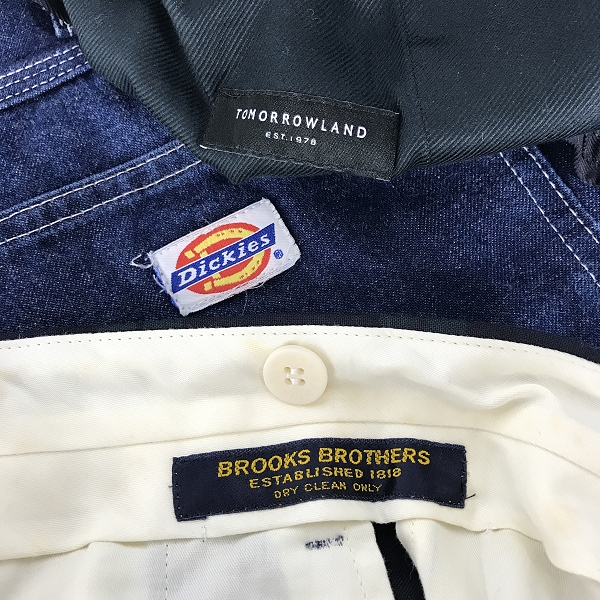 TOMORROWLAND
EST.1978
Dickies
®
BROOKS BROTHERS
ESTABLISHED 1818
DRY CLEAN ONLY